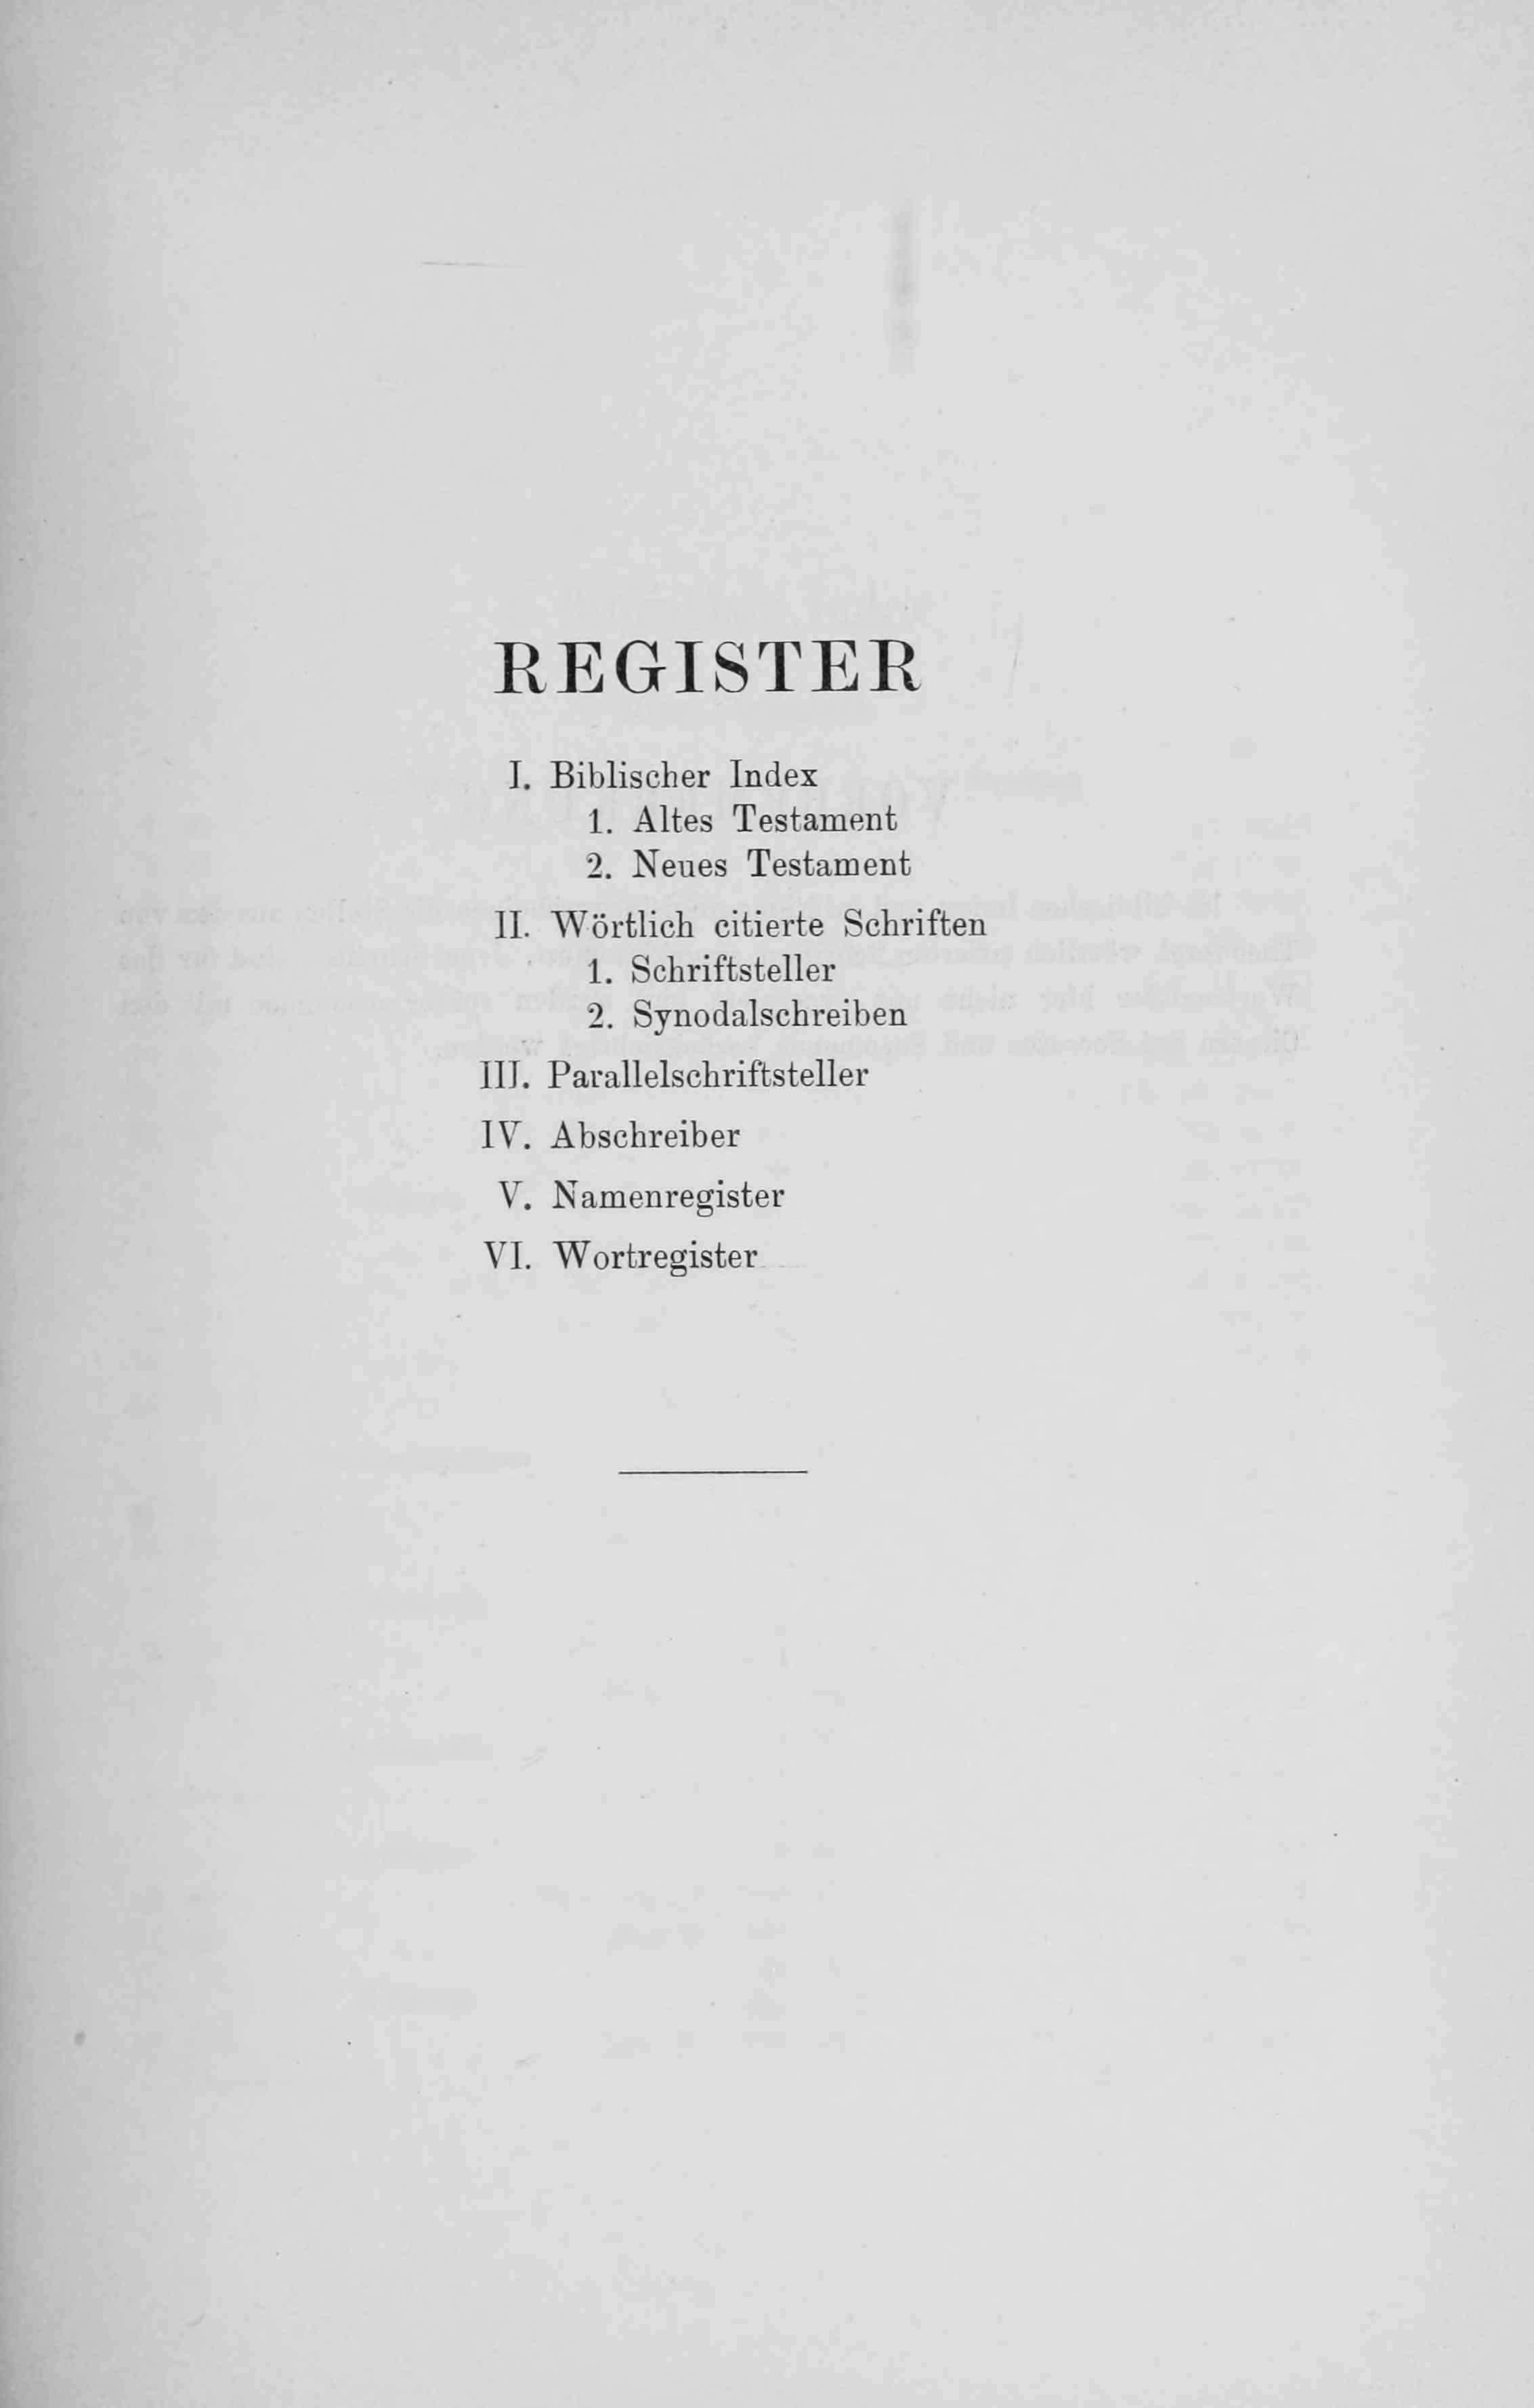 REGISTER
I. Biblischer Index
1. Altes Testament
2. Neues Testament
II. Wörtlich citierte Schriften
1. Schriftsteller
2. Synodalschreiben
III. Parallelschriftsteller
IV. Abschreiber
V. Namenregister
VI. Wortregister